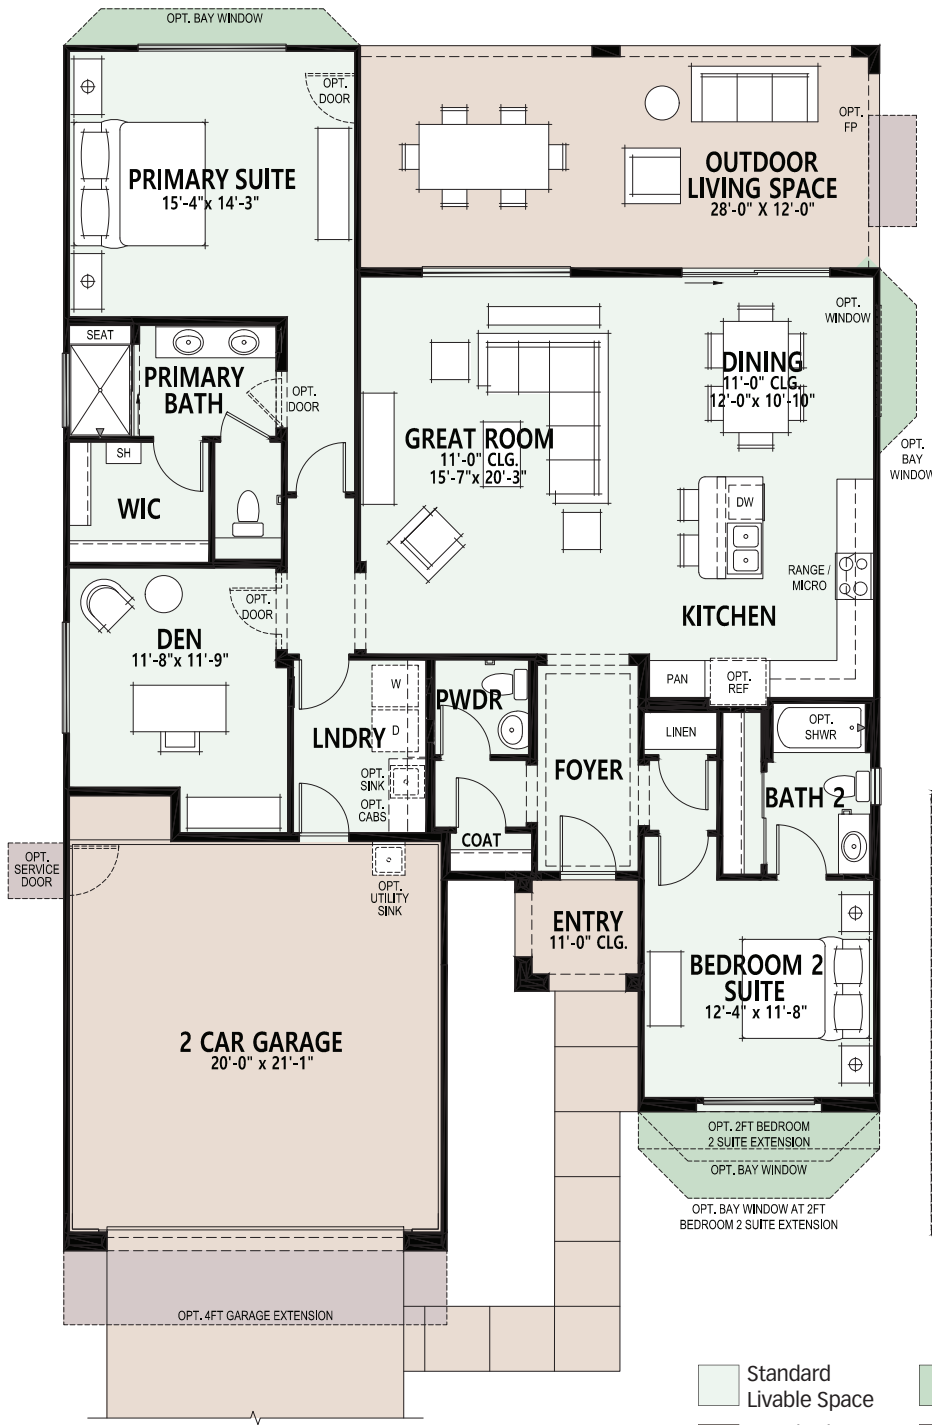 OPT. BAY WINDOW
OPT.
DOOR
PRIMARY SUITE
15'-4"x 14'-3"
OPT.
FP
OUTDOOR
LIVING SPACE
28'-0" X 12'-0"
SEAT
PRIMARY
BATH
OPT.
DOOR
SH
WIC
GREAT ROOM
11'-0" CLG.
15'-7"x 20'-3"
OPT.
WINDOW
DINING
11'-0" CLG.
12'-0"x 10'-10"
OPT.
BAY
WINDOW
DW
RANGE /
MICRO
KITCHEN
PAN
OPT.
REF
OPT.
DOOR
DEN
11'-8"x 11'-9"
W
D
LNDRY
OPT.
SINK
OPT.
CABS
PWDR
COAT
FOYER
LINEN
OPT.
SHWR
BATH 2
OPT.
SERVICE
DOOR
OPT.
UTILITY
SINK
ENTRY
11'-0" CLG.
BEDROOM 2
SUITE
12'-4" x 11'-8"
2 CAR GARAGE
20'-0" x 21'-1"
OPT. 2FT BEDROOM
2 SUITE EXTENSION
OPT. BAY WINDOW
OPT. BAY WINDOW AT 2FT
BEDROOM 2 SUITE EXTENSION
OPT. 4FT GARAGE EXTENSION
Standard
Livable Space